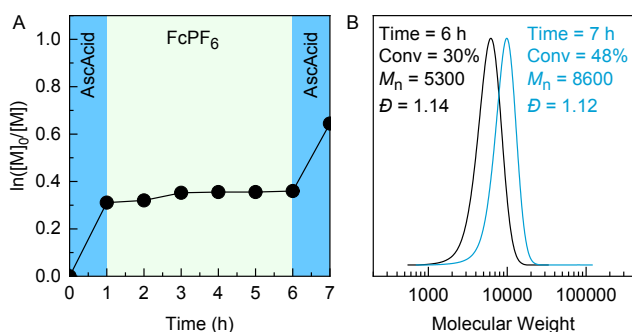 A
AscAcid
FcPF6
AscAcid
ln([M]0/[M])
1.0
0.8
0.6
0.4
0.2
0.0
0 1 2 3 4 5 6 7
Time (h)
B
Time = 6 h
Conv = 30%
Mn = 5300
Đ = 1.14
Time = 7 h
Conv = 48%
Mn = 8600
Đ = 1.12
1000 10000 100000
Molecular Weight